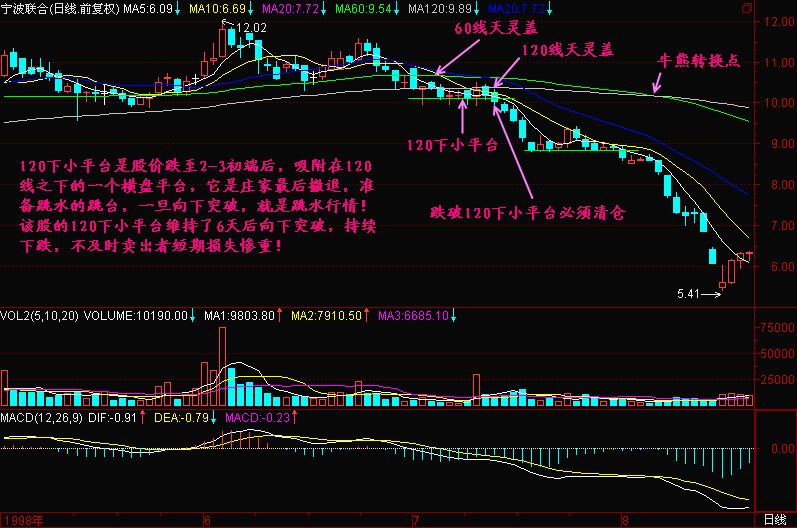 宁波联合(日线.前复权) MA5:6.09↓ MA10:6.69↓ MA20:7.72↓ MA60:9.54↓ MA120:9.89↓ MA20:7.72↓
12.02
60线天灵盖
120线天灵盖
牛熊转换点
12.00
11.00
10.00
9.00
8.00
7.00
6.00
120下小平台
跌破120下小平台必须清仓
120下小平台是股价跌至2-3初端后，吸附在120
线之下的一个横盘平台，它是庄家最后撤退，准
备跳水的跳台，一旦向下突破，就是跳水行情！
该股的120下小平台维持了6天后向下突破，持续
下跌，不及时卖出者短期损失惨重！
5.41→
VOL2(5,10,20) VOLUME:10190.00↓ MA1:9803.80↑ MA2:7910.50↑ MA3:6685.10↓
75000
50000
25000
MACD(12,26,9) DIF:-0.91↑ DEA:-0.79↓ MACD:-0.23↑
0.00
1998年 6 7 8 日线